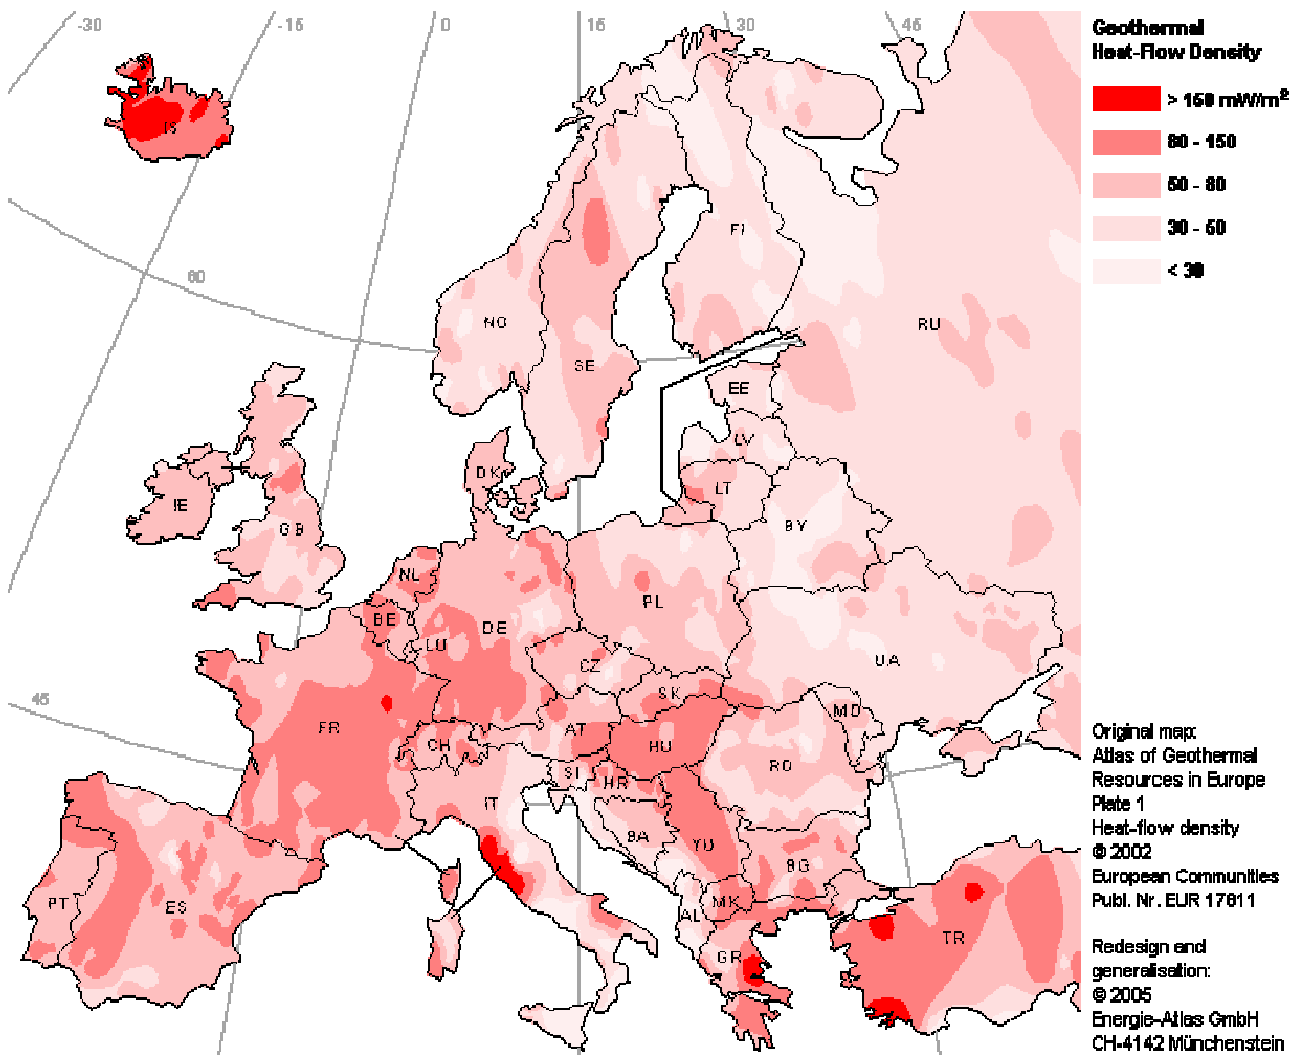 -30
-15
0
15
30
45
Geothermal
Heat-Flow Density
> 150 mW/m²
80 - 150
50 - 80
30 - 50
< 30
IS
60
FI
NO
RU
SE
EE
LV
DK
LT
IE
GB
BY
NL
PL
BE
DE
LU
CZ
UA
45
SK
MD
FR
AT
CH
HU
RO
SI
HR
IT
BA
YU
BG
PT
ES
MK
AL
TR
GR
Original map:
Atlas of Geothermal
Resources in Europe
Plate 1
Heat-flow density
© 2002
European Communities
Publ. Nr. EUR 17811
Redesign and
generalisation:
© 2005
Energie-Atlas GmbH
CH-4142 Münchenstein